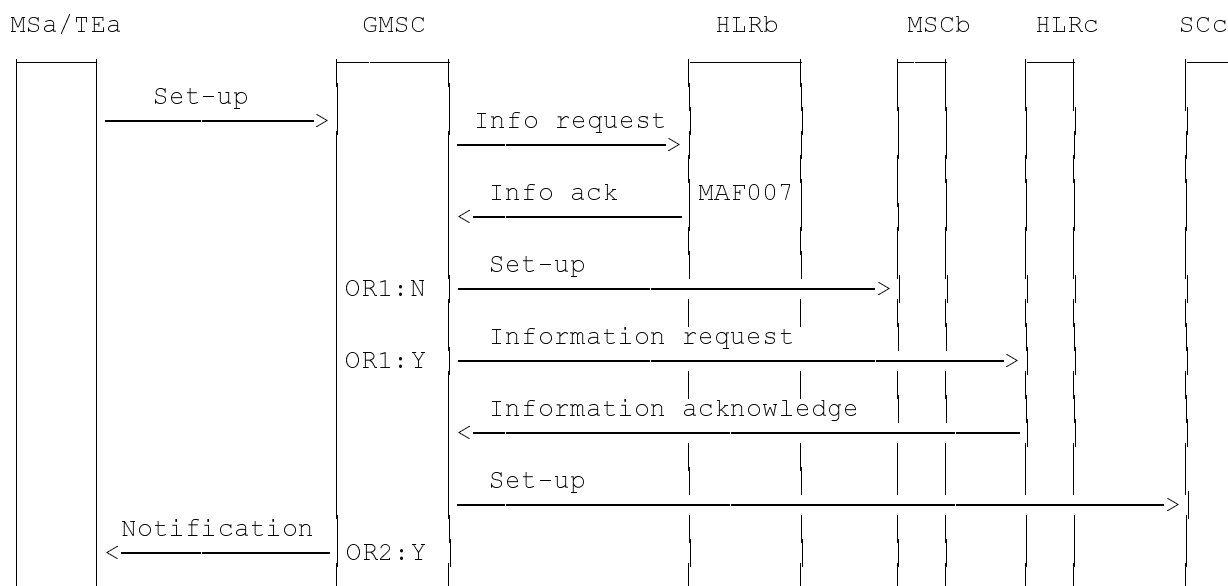 MSa/TEa GMSC HLRb MSCb HLRc SCc
Set-up
Info request
Info ack MAF007
Set-up
OR1:N
Information request
OR1:Y
Information acknowledge
Set-up
Notification
OR2:Y